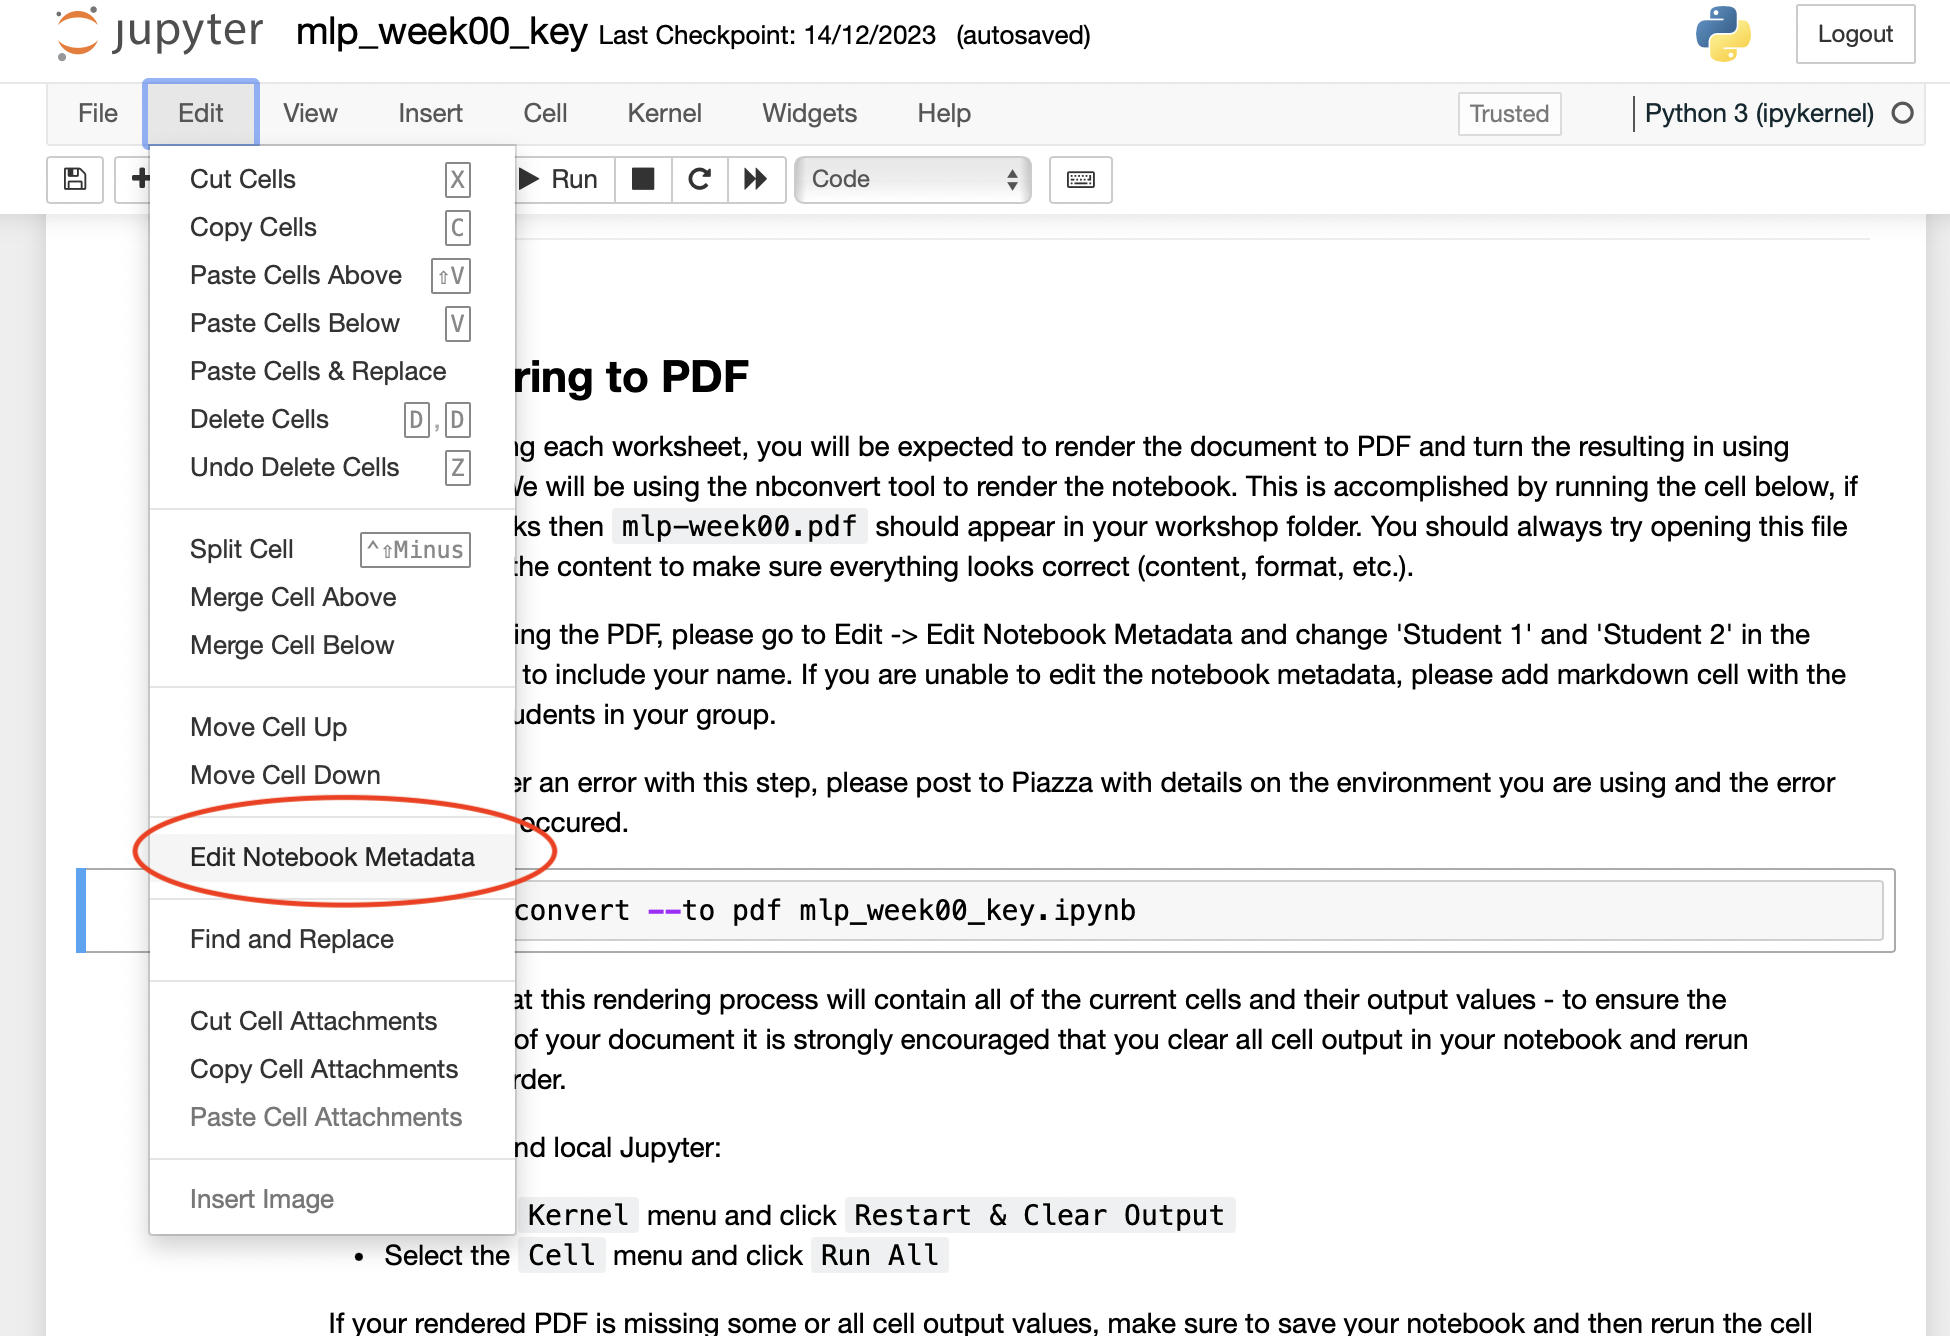 jupyter mlp_week00_key Last Checkpoint: 14/12/2023 (autosaved) Logout
File Edit View Insert Cell Kernel Widgets Help Trusted Python 3 (ipykernel)
Run Code
Cut Cells X
Copy Cells C
Paste Cells Above ⇧V
Paste Cells Below V
Paste Cells & Replace
Delete Cells D,D
Undo Delete Cells Z
Split Cell ^⇧Minus
Merge Cell Above
Merge Cell Below
Move Cell Up
Move Cell Down
Edit Notebook Metadata
Find and Replace
Cut Cell Attachments
Copy Cell Attachments
Paste Cell Attachments
Insert Image
ring to PDF
ng each worksheet, you will be expected to render the document to PDF and turn the resulting in using
We will be using the nbconvert tool to render the notebook. This is accomplished by running the cell below, if
ks then mlp-week00.pdf should appear in your workshop folder. You should always try opening this file
the content to make sure everything looks correct (content, format, etc.).
ing the PDF, please go to Edit -> Edit Notebook Metadata and change 'Student 1' and 'Student 2' in the
to include your name. If you are unable to edit the notebook metadata, please add markdown cell with the
udents in your group.
er an error with this step, please post to Piazza with details on the environment you are using and the error
occured.
convert --to pdf mlp_week00_key.ipynb
at this rendering process will contain all of the current cells and their output values - to ensure the
of your document it is strongly encouraged that you clear all cell output in your notebook and rerun
rder.
nd local Jupyter:
Kernel menu and click Restart & Clear Output
• Select the Cell menu and click Run All
If your rendered PDF is missing some or all cell output values, make sure to save your notebook and then rerun the cell